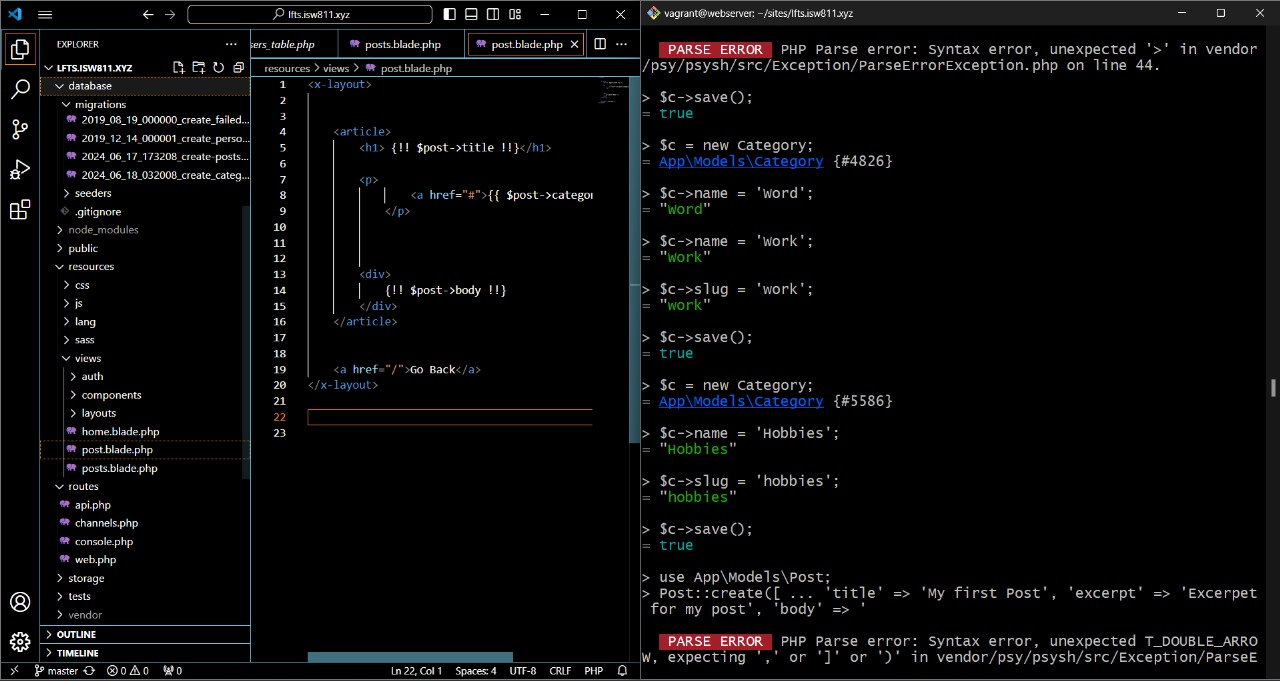 lfts.isw811.xyz
EXPLORER
LFTS.ISW811.XYZ
database
migrations
2019_08_19_000000_create_failed...
2019_12_14_000001_create_perso...
2024_06_17_173208_create-posts...
2024_06_18_032008_create_categ...
seeders
.gitignore
node_modules
public
resources
css
js
lang
sass
views
auth
components
layouts
home.blade.php
post.blade.php
posts.blade.php
routes
api.php
channels.php
console.php
web.php
storage
tests
vendor
OUTLINE
TIMELINE
sers_table.php posts.blade.php post.blade.php
resources > views > post.blade.php
1 <x-layout>
2
3
4 <article>
5 <h1> {!! $post->title !!}</h1>
6
7 <p>
8 <a href="#">{{ $post->categor
9 </p>
10
11
12
13 <div>
14 {!! $post->body !!}
15 </div>
16 </article>
17
18
19 <a href="/">Go Back</a>
20 </x-layout>
21
22
23
master 0 0 0 Ln 22, Col 1 Spaces: 4 UTF-8 CRLF PHP
vagrant@webserver: ~/sites/lfts.isw811.xyz
PARSE ERROR PHP Parse error: Syntax error, unexpected '>' in vendor
/psy/psysh/src/Exception/ParseErrorException.php on line 44.
> $c->save();
= true
> $c = new Category;
= App\Models\Category {#4826}
> $c->name = 'word';
= "word"
> $c->name = 'work';
= "work"
> $c->slug = 'work';
= "work"
> $c->save();
= true
> $c = new Category;
= App\Models\Category {#5586}
> $c->name = 'Hobbies';
= "Hobbies"
> $c->slug = 'hobbies';
= "hobbies"
> $c->save();
= true
> use App\Models\Post;
> Post::create([ ... 'title' => 'My first Post', 'excerpt' => 'Excerpet
for my post', 'body' => '
PARSE ERROR PHP Parse error: Syntax error, unexpected T_DOUBLE_ARRO
W, expecting ',' or ']' or ')' in vendor/psy/psysh/src/Exception/ParseE